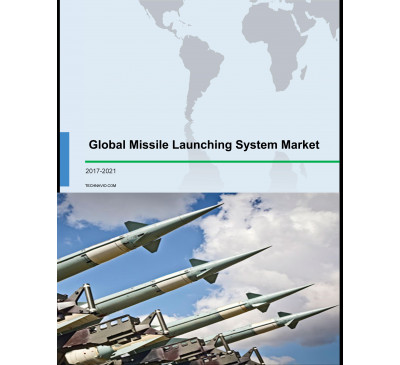 Global Missile Launching System Market
2017-2021
TECHNAVIO.COM